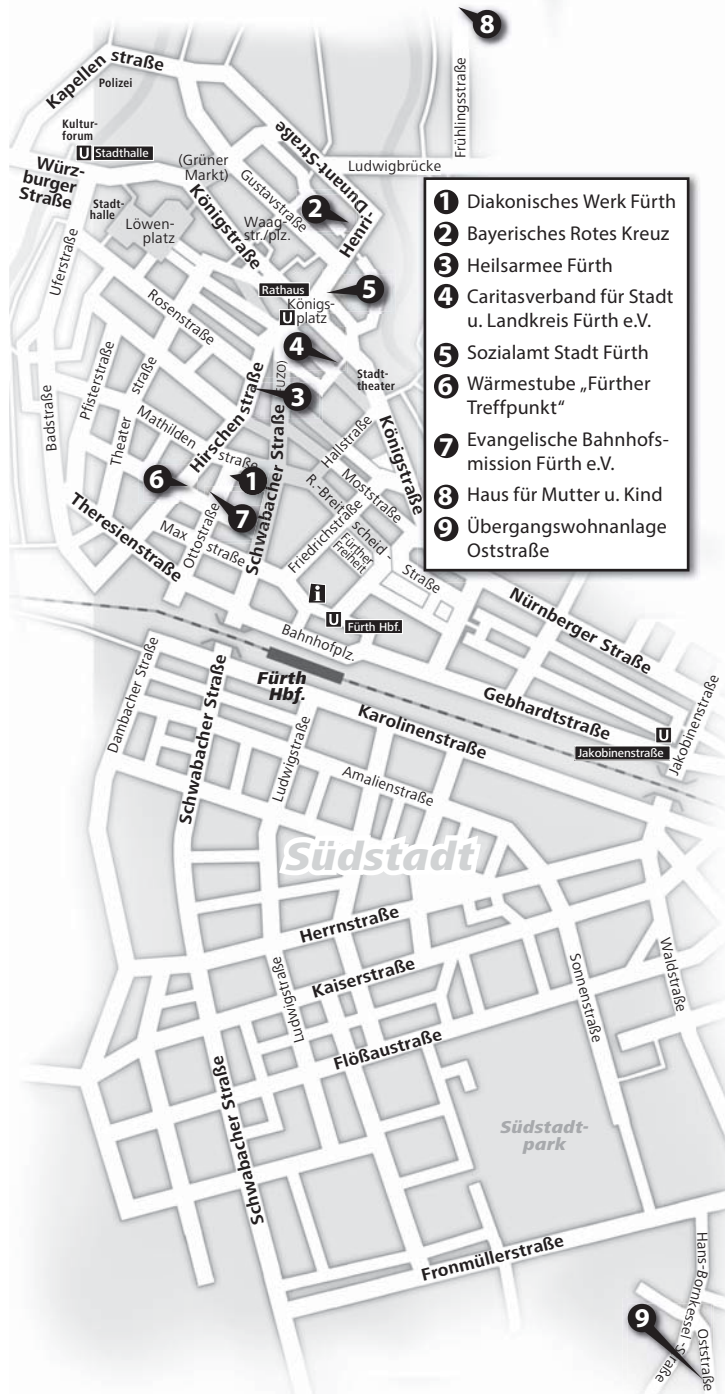 8
Kapellen straße
Polizei
Frühlingsstraße
Kultur-
forum
U Stadthalle
Würz-
burger
Straße
(Grüner
Markt)
Henri-
Dunant-Straße
Ludwigbrücke
Gustavstraße
2
Königstraße
Stadt-
halle
Löwen-
platz
Waag
str./plz.
Uferstraße
Rathaus
5
Königs-
U platz
Rosenstraße
4
Stadt-
theater
Pfisterstraße
Theater straße
Badstraße
Hirschen straße
3
Schwabacher Straße
Mathilden straße
Hallstraße
Königstraße
6
1
7
Moststraße
R.-Breit scheid - Straße
Theresienstraße
Max straße
Ottostraße
Friedrichstraße
Fürther
Freiheit
i
U Fürth Hbf.
Bahnhofplz.
Nürnberger Straße
1 Diakonisches Werk Fürth
2 Bayerisches Rotes Kreuz
3 Heilsarmee Fürth
4 Caritasverband für Stadt
u. Landkreis Fürth e.V.
5 Sozialamt Stadt Fürth
6 Wärmestube „Fürther
Treffpunkt“
7 Evangelische Bahnhofs-
mission Fürth e.V.
8 Haus für Mutter u. Kind
9 Übergangswohnanlage
Oststraße
Fürth
Hbf.
Dambacher Straße
Schwabacher Straße
Gebhardtstraße
U
Jakobinenstraße
Jakobinenstraße
Karolinenstraße
Ludwigstraße
Amalienstraße
Südstadt
Herrnstraße
Kaiserstraße
Ludwigstraße
Sonnenstraße
Waldstraße
Flößaustraße
Schwabacher Straße
Südstadt-
park
Fronmüllerstraße
Hans-Bornkessel-Straße
9
Oststraße